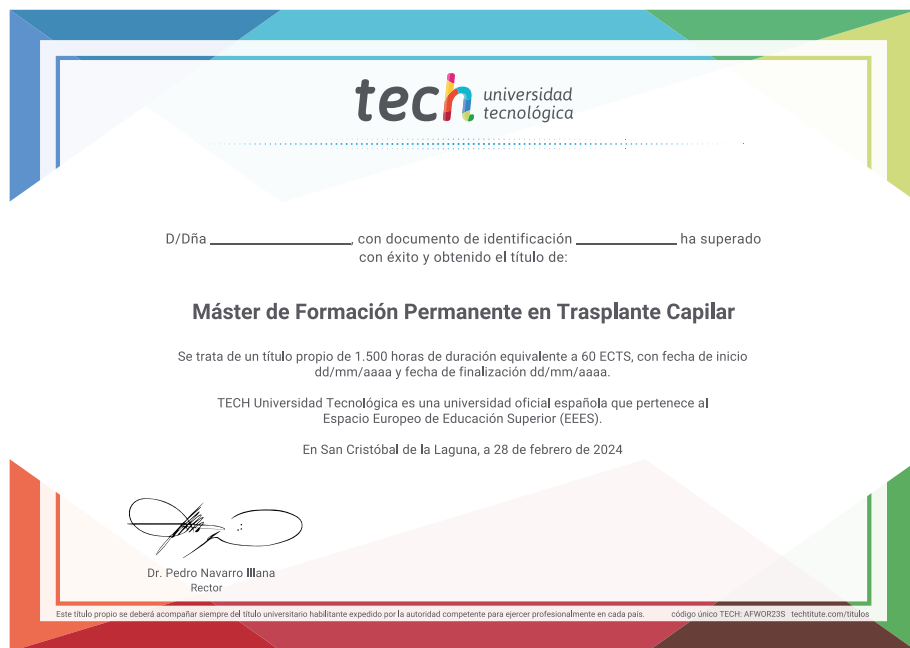 tech universidad
tecnológica
D/Dña ____________________, con documento de identificación ______________ ha superado
con éxito y obtenido el título de:
Máster de Formación Permanente en Trasplante Capilar
Se trata de un título propio de 1.500 horas de duración equivalente a 60 ECTS, con fecha de inicio
dd/mm/aaaa y fecha de finalización dd/mm/aaaa.
TECH Universidad Tecnológica es una universidad oficial española que pertenece al
Espacio Europeo de Educación Superior (EEES).
En San Cristóbal de la Laguna, a 28 de febrero de 2024
Dr. Pedro Navarro Illana
Rector
Este título propio se deberá acompañar siempre del título universitario habilitante expedido por la autoridad competente para ejercer profesionalmente en cada país. código único TECH: AFWOR23S techtitute.com/titulos